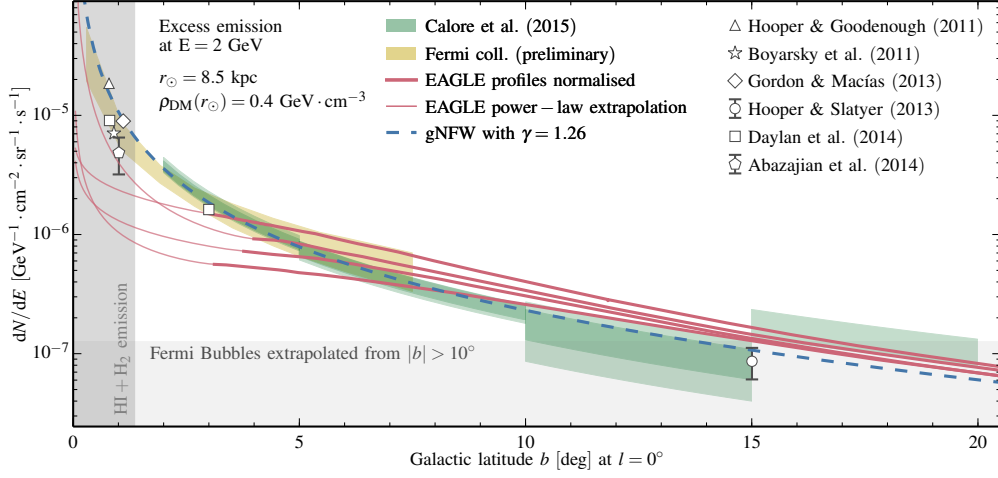 Excess emission
at E = 2 GeV
r⊙ = 8.5 kpc
ρDM(r⊙) = 0.4 GeV·cm⁻³
Calore et al. (2015)
Fermi coll. (preliminary)
EAGLE profiles normalised
EAGLE power−law extrapolation
gNFW with γ = 1.26
Hooper & Goodenough (2011)
Boyarsky et al. (2011)
Gordon & Macías (2013)
Hooper & Slatyer (2013)
Daylan et al. (2014)
Abazajian et al. (2014)
dN/dE [GeV⁻¹·cm⁻²·sr⁻¹·s⁻¹]
10⁻⁵
10⁻⁶
10⁻⁷
HI + H₂ emission
Fermi Bubbles extrapolated from |b| > 10°
0 5 10 15 20
Galactic latitude b [deg] at l = 0°